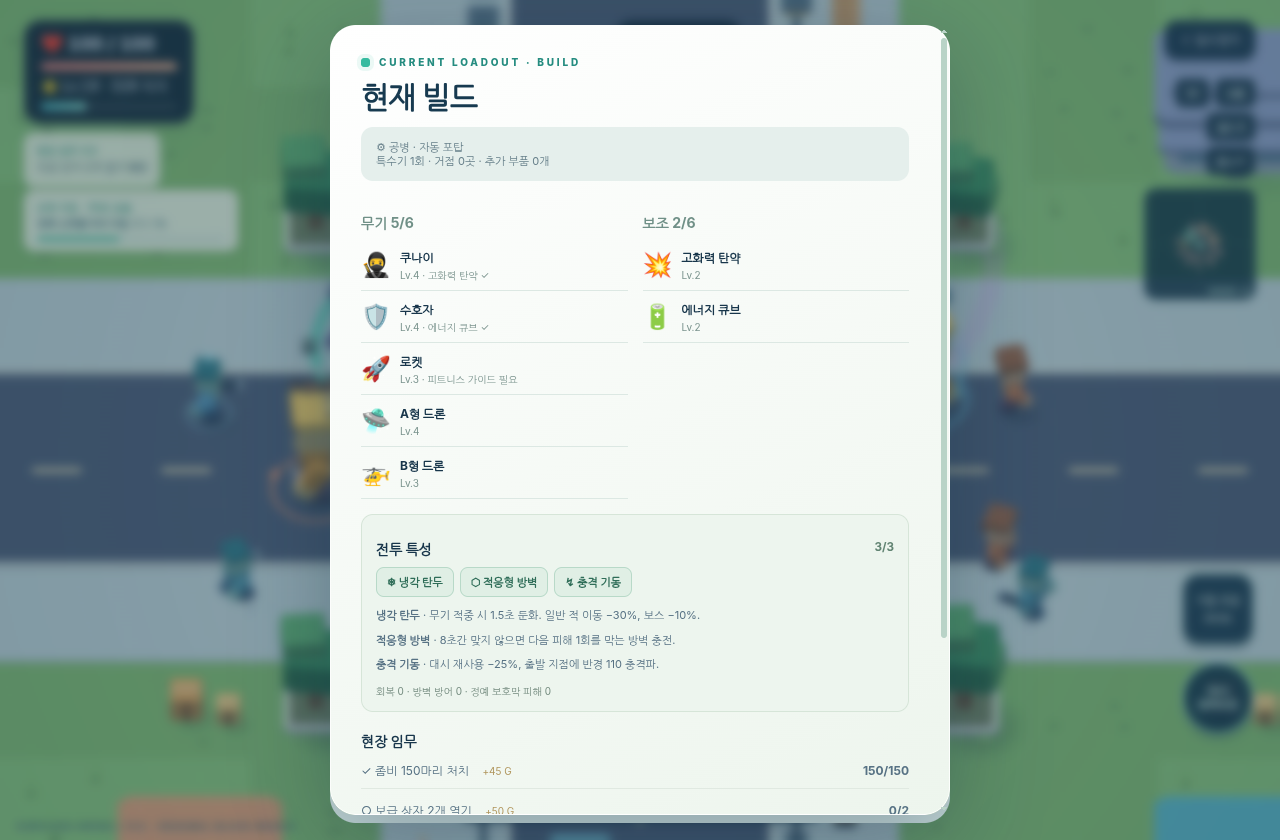 CURRENT LOADOUT · BUILD
현재 빌드
⚙ 공병 · 자동 포탑
특수기 1회 · 거점 0곳 · 추가 부품 0개
무기 5/6
쿠나이
Lv.4 · 고화력 탄약 ✓
수호자
Lv.4 · 에너지 큐브 ✓
로켓
Lv.3 · 피트니스 가이드 필요
A형 드론
Lv.4
B형 드론
Lv.3
보조 2/6
고화력 탄약
Lv.2
에너지 큐브
Lv.2
전투 특성 3/3
❄ 냉각 탄두 ⬡ 적응형 방벽 ↯ 충격 기동
냉각 탄두 · 무기 적중 시 1.5초 둔화. 일반 적 이동 −30%, 보스 −10%.
적응형 방벽 · 8초간 맞지 않으면 다음 피해 1회를 막는 방벽 충전.
충격 기동 · 대시 재사용 −25%, 출발 지점에 반경 110 충격파.
회복 0 · 방벽 방어 0 · 정예 보호막 피해 0
현장 임무
✓ 좀비 150마리 처치 +45 G 150/150
○ 보급 상자 2개 열기 +50 G 0/2